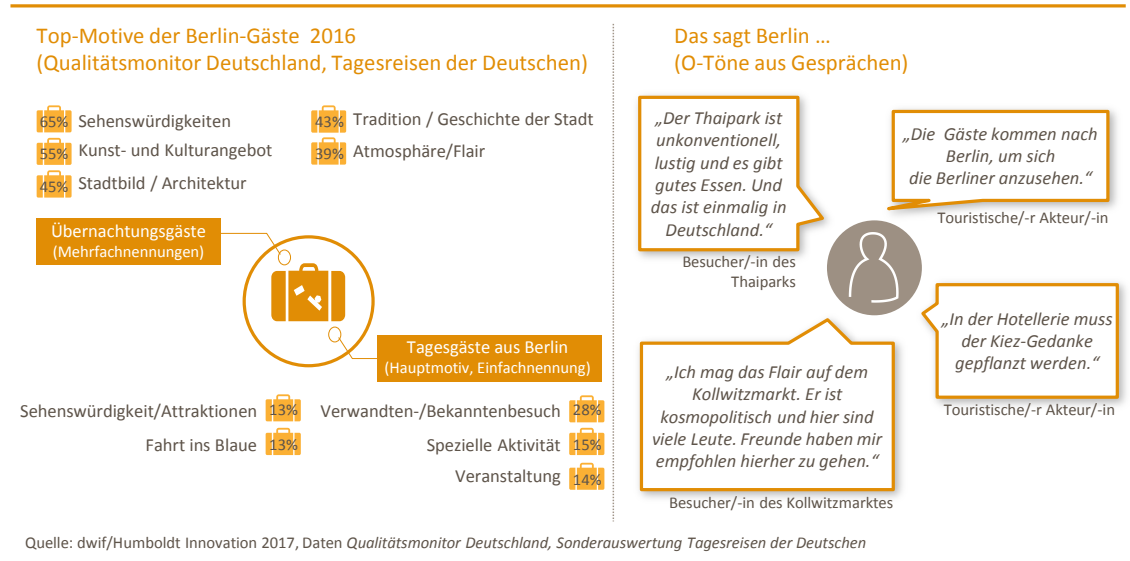 Top-Motive der Berlin-Gäste 2016
(Qualitätsmonitor Deutschland, Tagesreisen der Deutschen)
65% Sehenswürdigkeiten
55% Kunst- und Kulturangebot
45% Stadtbild / Architektur
43% Tradition / Geschichte der Stadt
39% Atmosphäre/Flair
Übernachtungsgäste
(Mehrfachnennungen)
Tagesgäste aus Berlin
(Hauptmotiv, Einfachnennung)
Sehenswürdigkeit/Attraktionen 13%
Fahrt ins Blaue 13%
Verwandten-/Bekanntenbesuch 28%
Spezielle Aktivität 15%
Veranstaltung 14%
Das sagt Berlin ...
(O-Töne aus Gesprächen)
„Der Thaipark ist
unkonventionell,
lustig und es gibt
gutes Essen. Und
das ist einmalig in
Deutschland.“
Besucher/-in des
Thaiparks
„Die Gäste kommen nach
Berlin, um sich
die Berliner anzusehen.“
Touristische/-r Akteur/-in
„In der Hotellerie muss
der Kiez-Gedanke
gepflanzt werden.“
Touristische/-r Akteur/-in
„Ich mag das Flair auf dem
Kollwitzmarkt. Er ist
kosmopolitisch und hier sind
viele Leute. Freunde haben mir
empfohlen hierher zu gehen.“
Besucher/-in des Kollwitzmarktes
Quelle: dwif/Humboldt Innovation 2017, Daten Qualitätsmonitor Deutschland, Sonderauswertung Tagesreisen der Deutschen